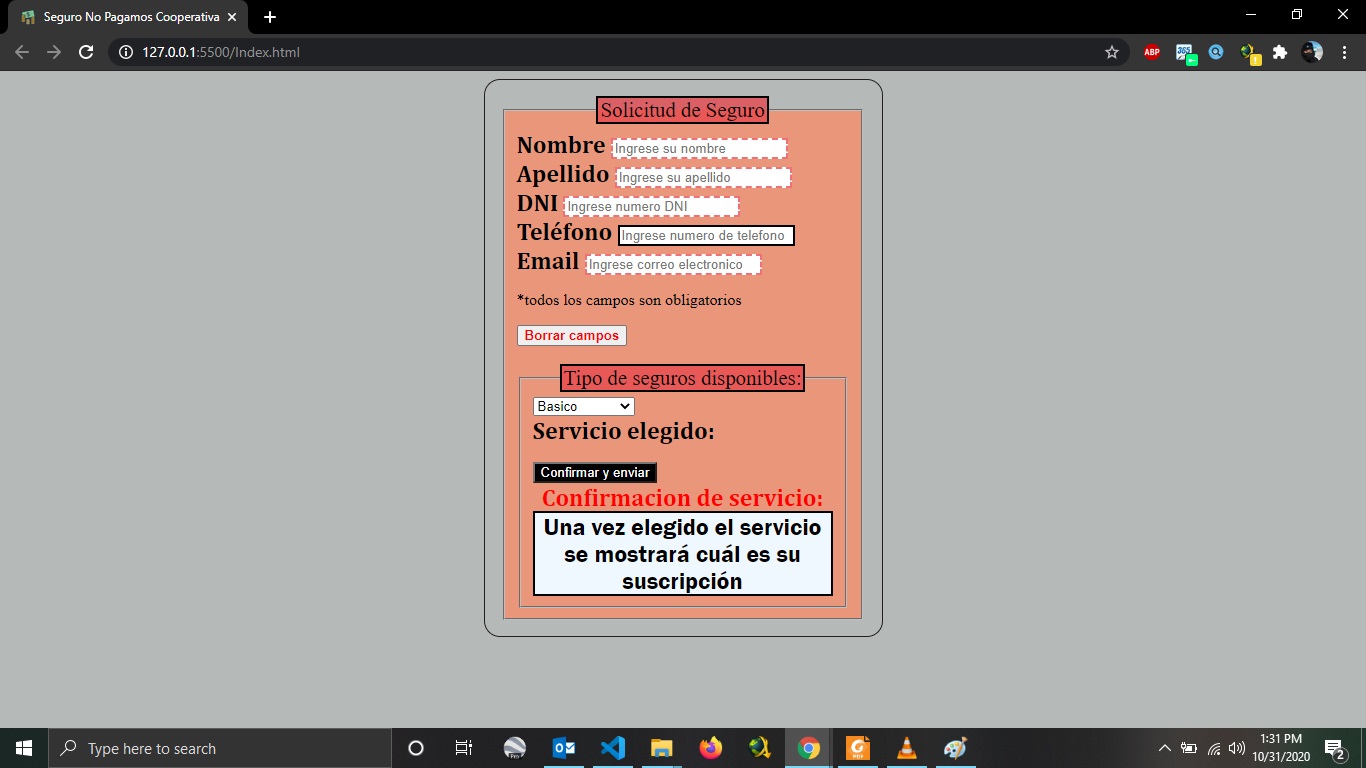 Seguro No Pagamos Cooperativa
127.0.0.1:5500/Index.html
ABP
365
Solicitud de Seguro
Nombre Ingrese su nombre
Apellido Ingrese su apellido
DNI Ingrese numero DNI
Teléfono Ingrese numero de telefono
Email Ingrese correo electronico
*todos los campos son obligatorios
Borrar campos
Tipo de seguros disponibles:
Basico
Servicio elegido:
Confirmar y enviar
Confirmacion de servicio:
Una vez elegido el servicio
se mostrará cuál es su
suscripción
Type here to search
PRO
PDF
1:31 PM
10/31/2020
2